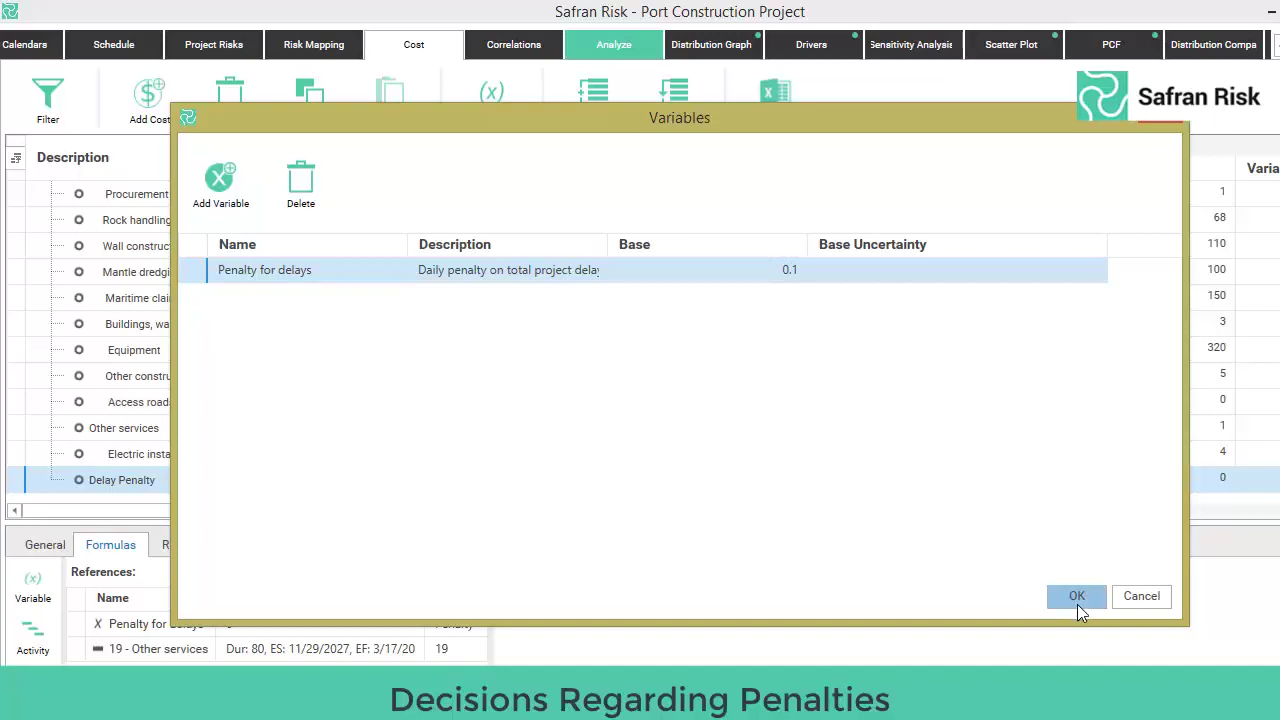 Safran Risk - Port Construction Project
Calendars Schedule Project Risks Risk Mapping Cost Correlations Analyze Distribution Graph Drivers Sensitivity Analysis Scatter Plot PCF Distribution Compa
Filter Add Cost (x)
Safran Risk
Variables
Add Variable Delete
Name Description Base Base Uncertainty
Penalty for delays Daily penalty on total project delay 0.1
Description Varia
Procurement 1
Rock handling 68
Wall construc 110
Mantle dredgi 100
Maritime clai 150
Buildings, wa 3
Equipment 320
Other constru 5
Access road 0
Other services 1
Electric insta 4
Delay Penalty 0
OK Cancel
General Formulas R
(x) Variable
Activity
References:
Name
X Penalty for delays Penalty
19 - Other services Dur: 80, ES: 11/29/2027, EF: 3/17/20 19
Decisions Regarding Penalties